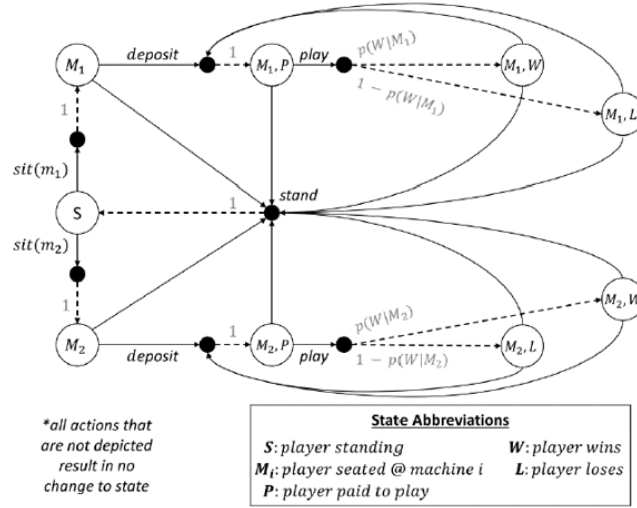 M₁
deposit
1
M₁, P
play
p(W|M₁)
1 − p(W|M₁)
M₁, W
M₁, L
1
sit(m₁)
S
1
stand
sit(m₂)
1
M₂
deposit
1
M₂, P
play
p(W|M₂)
1 − p(W|M₂)
M₂, W
M₂, L
*all actions that
are not depicted
result in no
change to state
State Abbreviations
S: player standing W: player wins
Mᵢ: player seated @ machine i L: player loses
P: player paid to play